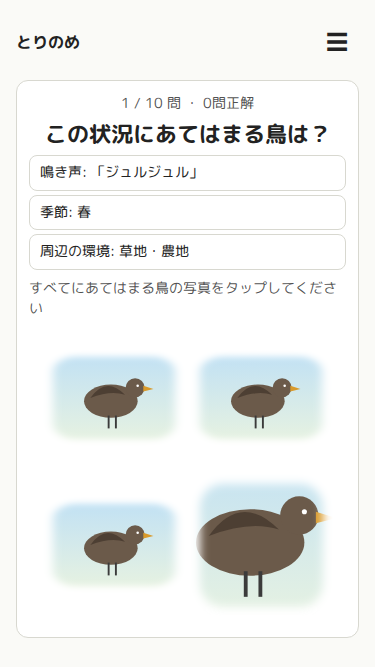 とりのめ
1 / 10 問 · 0問正解
この状況にあてはまる鳥は？
鳴き声: 「ジュルジュル」
季節: 春
周辺の環境: 草地・農地
すべてにあてはまる鳥の写真をタップしてくださ
い